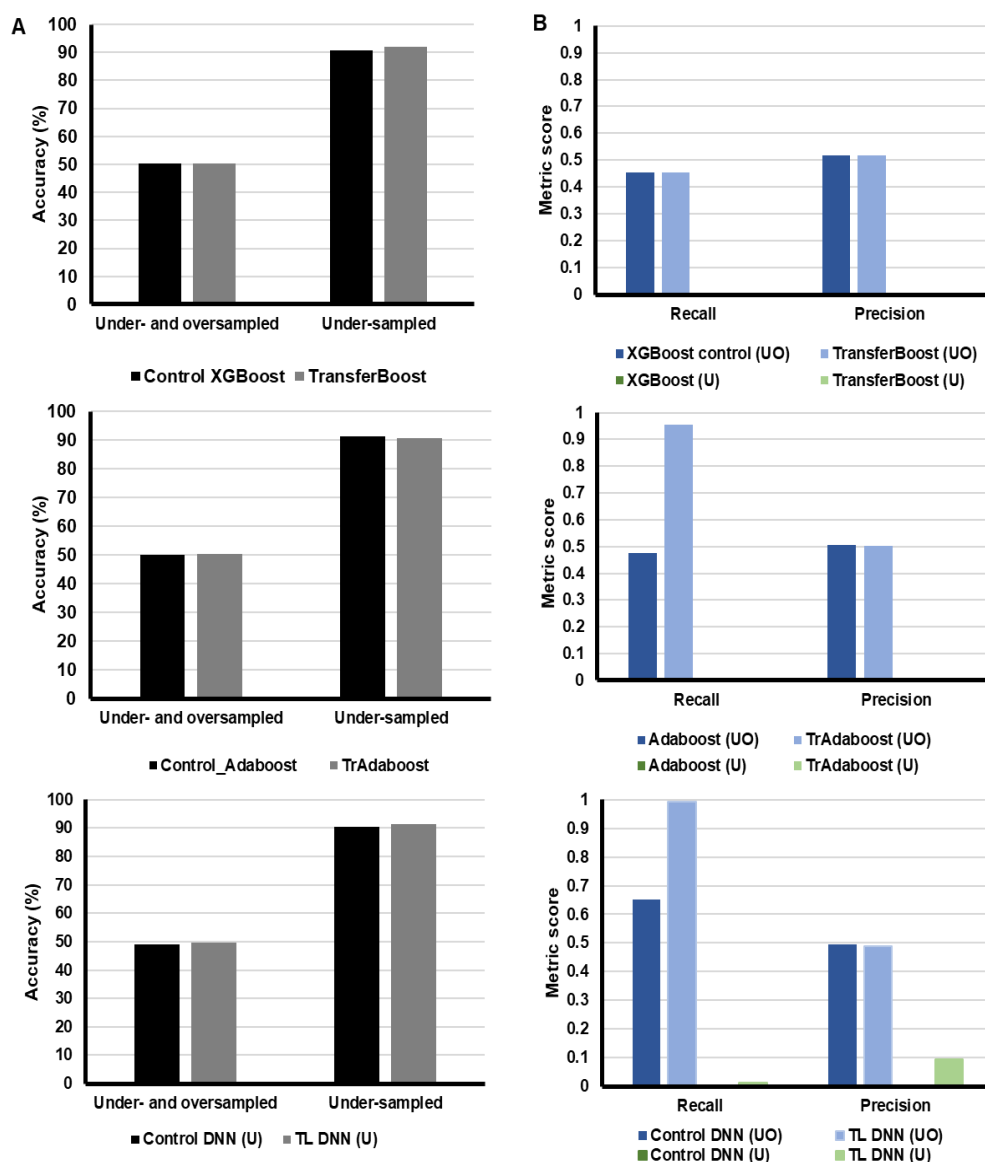 A
Accuracy (%)
100
90
80
70
60
50
40
30
20
10
0
Under- and oversampled Under-sampled
Control XGBoost TransferBoost
B
Metric score
1
0.9
0.8
0.7
0.6
0.5
0.4
0.3
0.2
0.1
0
Recall Precision
XGBoost control (UO) TransferBoost (UO)
XGBoost (U) TransferBoost (U)
Accuracy (%)
100
90
80
70
60
50
40
30
20
10
0
Under- and oversampled Under-sampled
Control_Adaboost TrAdaboost
Metric score
1
0.9
0.8
0.7
0.6
0.5
0.4
0.3
0.2
0.1
0
Recall Precision
Adaboost (UO) TrAdaboost (UO)
Adaboost (U) TrAdaboost (U)
Accuracy (%)
100
90
80
70
60
50
40
30
20
10
0
Under- and oversampled Under-sampled
Control DNN (U) TL DNN (U)
Metric score
1
0.9
0.8
0.7
0.6
0.5
0.4
0.3
0.2
0.1
0
Recall Precision
Control DNN (UO) TL DNN (UO)
Control DNN (U) TL DNN (U)